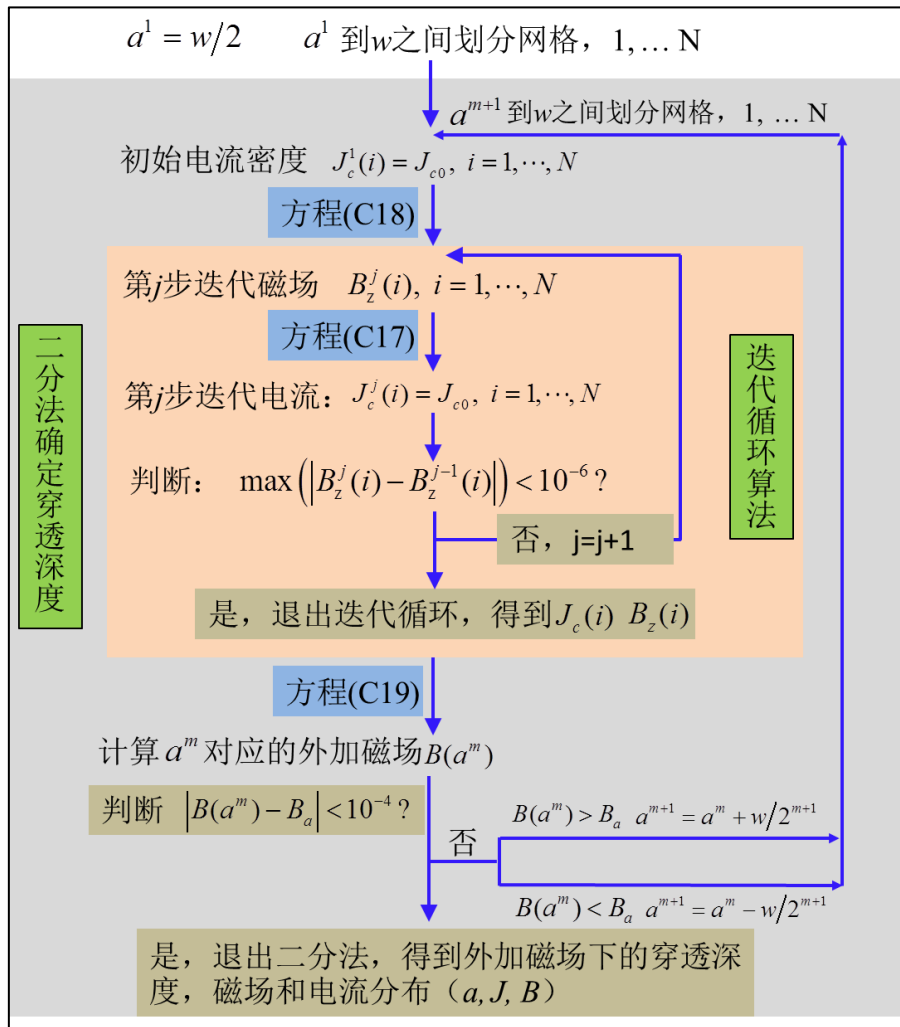 a^1 = w/2 a^1 到w之间划分网格，1, … N
a^{m+1} 到w之间划分网格，1, … N
初始电流密度 J_c^1(i) = J_{c0}, i = 1, ⋯, N
方程(C18)
第j步迭代磁场 B_z^j(i), i = 1, ⋯, N
方程(C17)
第j步迭代电流：J_c^j(i) = J_{c0}, i = 1, ⋯, N
判断： max(|B_z^j(i) − B_z^{j−1}(i)|) < 10^{−6} ?
否，j=j+1
是，退出迭代循环，得到J_c(i) B_z(i)
二分法确定穿透深度
迭代循环算法
方程(C19)
计算 a^m 对应的外加磁场B(a^m)
判断 |B(a^m) − B_a| < 10^{−4} ?
否
B(a^m) > B_a a^{m+1} = a^m + w/2^{m+1}
B(a^m) < B_a a^{m+1} = a^m − w/2^{m+1}
是，退出二分法，得到外加磁场下的穿透深
度，磁场和电流分布（a, J, B）